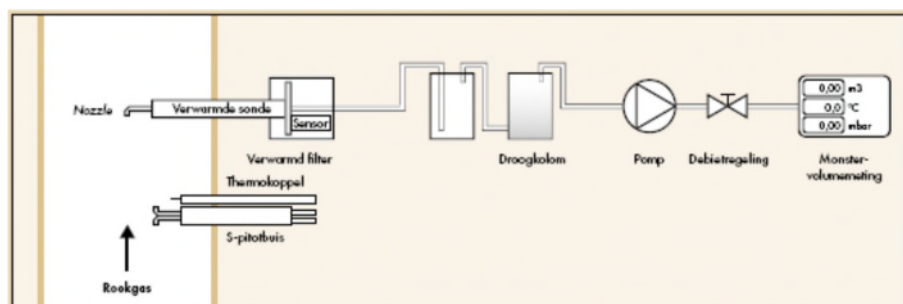 0,00 m3
0,0 °C
0,00 mbar
Nozzle
Verwarmde sonde
Sensor
Verwarmd filter
Droogkolom
Pomp
Debietregeling
Monster-
volumemeting
Thermokoppel
S-pitotbuis
Rookgas